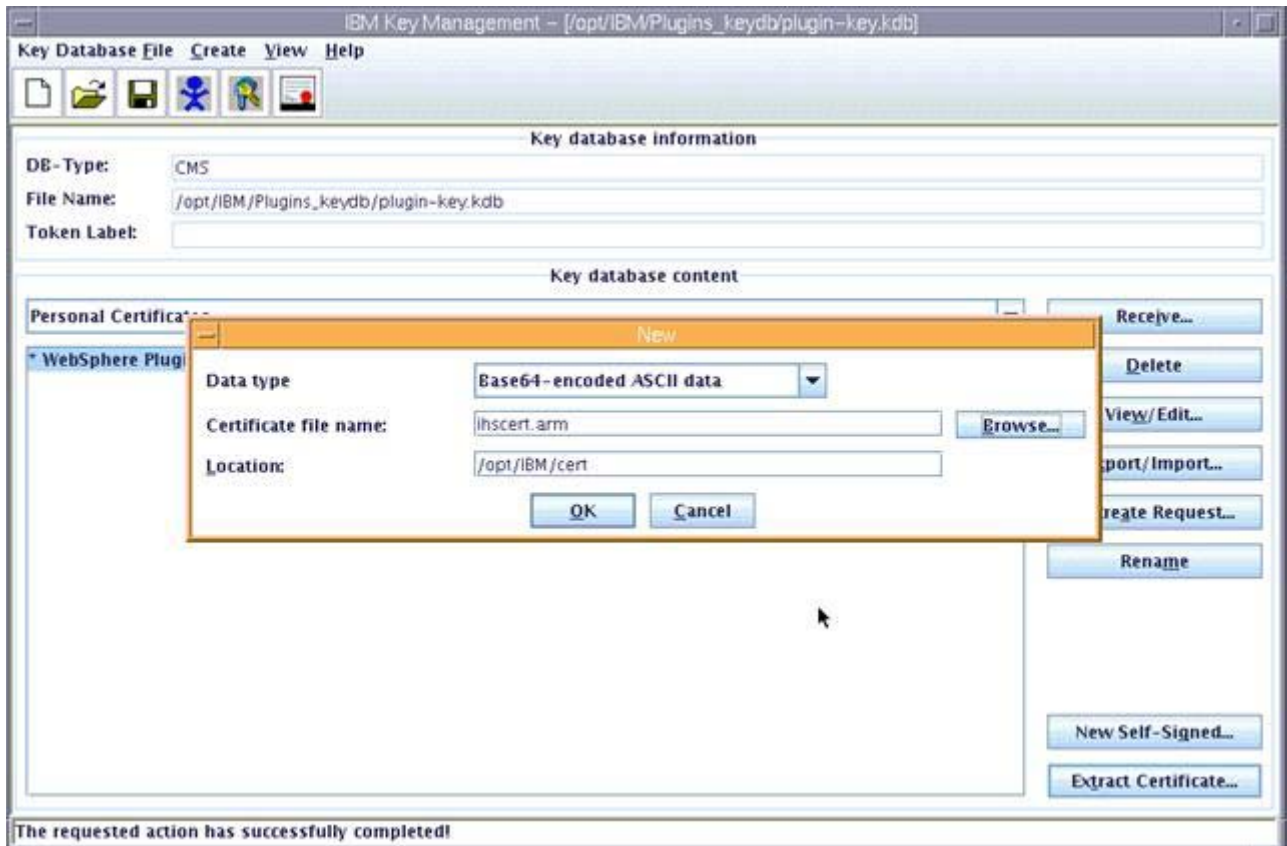 IBM Key Management - [/opt/IBM/Plugins_keydb/plugin-key.kdb]
Key Database File Create View Help
Key database information
DB-Type: CMS
File Name: /opt/IBM/Plugins_keydb/plugin-key.kdb
Token Label:
Key database content
Personal Certificates
Receive...
* WebSphere Plugi
Delete
View/Edit...
port/Import...
reate Request...
Rename
New
Data type Base64-encoded ASCII data
Certificate file name: ihscert.arm Browse...
Location: /opt/IBM/cert
OK Cancel
New Self-Signed...
Extract Certificate...
The requested action has successfully completed!